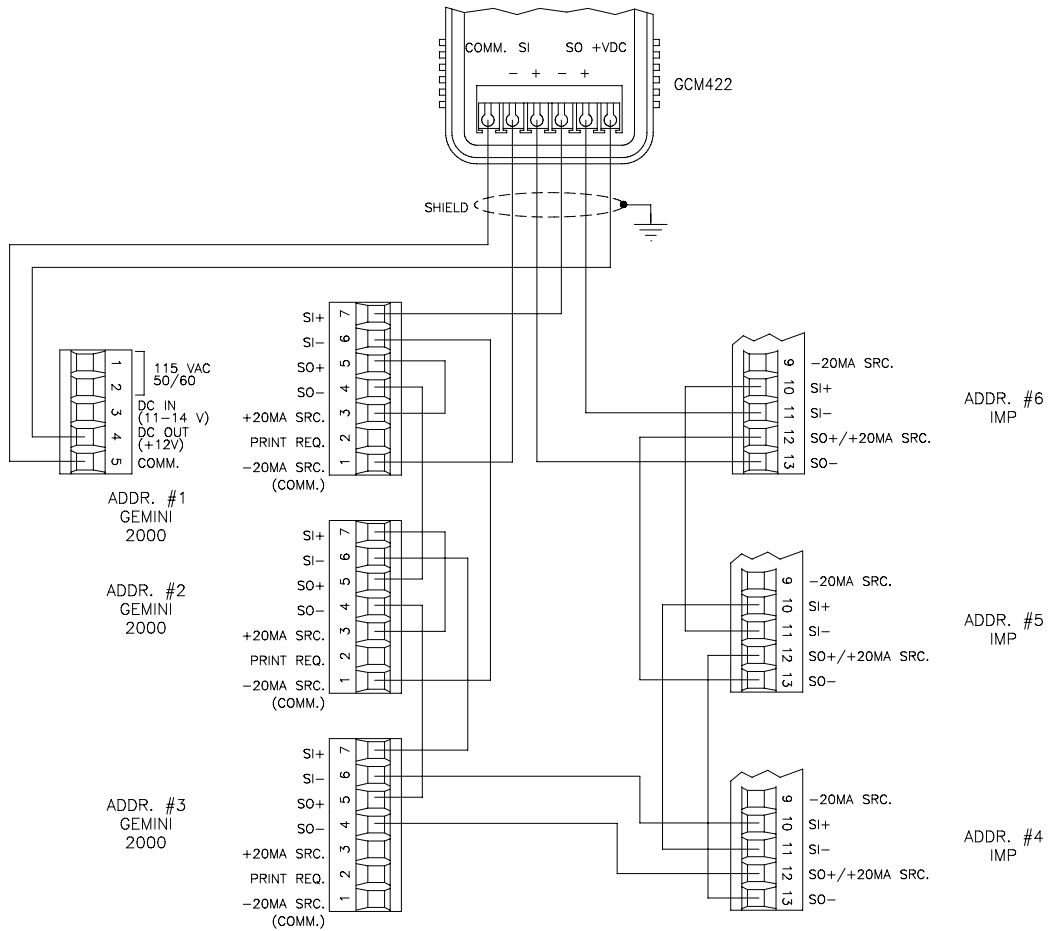 COMM. SI SO +VDC
- + - +
GCM422
SHIELD
SI+ 7
SI- 6
SO+ 5
SO- 4
+20MA SRC. 3
PRINT REQ. 2
-20MA SRC. 1
(COMM.)
1 115 VAC
2 50/60
3 DC IN
(11-14 V)
4 DC OUT
(+12V)
5 COMM.
ADDR. #1
GEMINI
2000
9 -20MA SRC.
10 SI+
11 SI-
12 SO+/+20MA SRC.
13 SO-
ADDR. #6
IMP
ADDR. #2
GEMINI
2000
SI+ 7
SI- 6
SO+ 5
SO- 4
+20MA SRC. 3
PRINT REQ. 2
-20MA SRC. 1
(COMM.)
9 -20MA SRC.
10 SI+
11 SI-
12 SO+/+20MA SRC.
13 SO-
ADDR. #5
IMP
ADDR. #3
GEMINI
2000
SI+ 7
SI- 6
SO+ 5
SO- 4
+20MA SRC. 3
PRINT REQ. 2
-20MA SRC. 1
(COMM.)
9 -20MA SRC.
10 SI+
11 SI-
12 SO+/+20MA SRC.
13 SO-
ADDR. #4
IMP